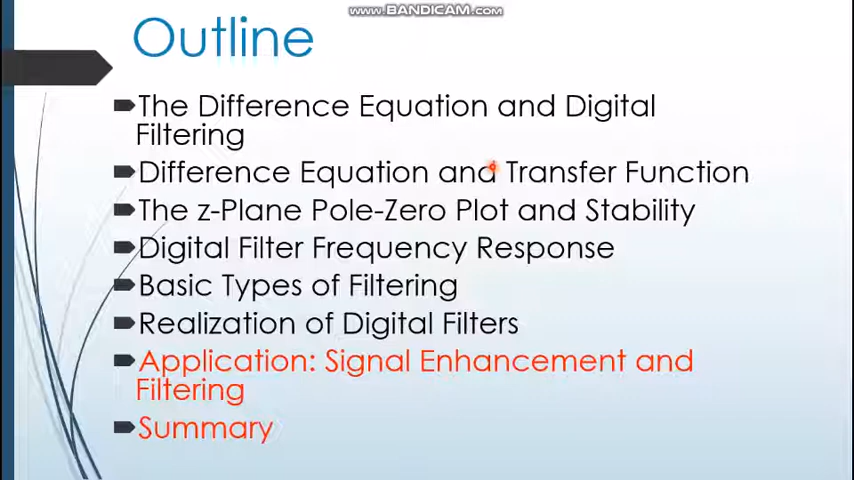 WWW.BANDICAM.COM
Outline
The Difference Equation and Digital
Filtering
Difference Equation and Transfer Function
The z-Plane Pole-Zero Plot and Stability
Digital Filter Frequency Response
Basic Types of Filtering
Realization of Digital Filters
Application: Signal Enhancement and
Filtering
Summary